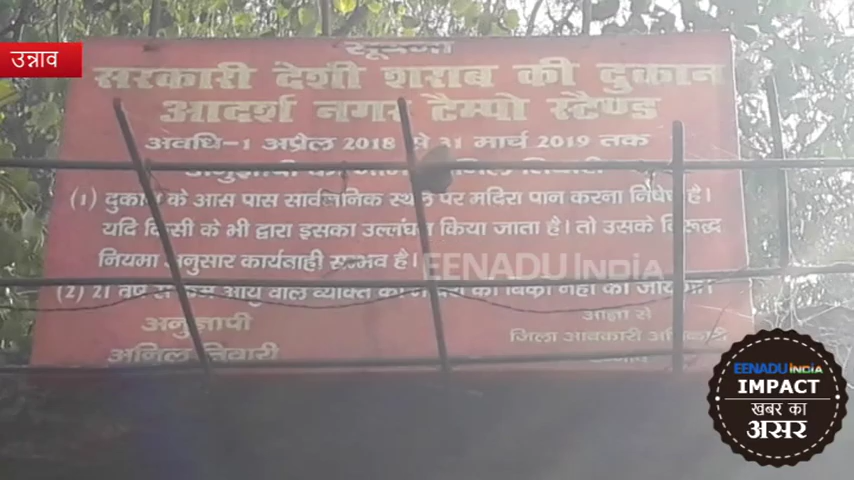 उन्नाव
सूचना
सरकारी देशी शराब की दुकान
आदर्श नगर टैम्पो स्टैण्ड
अवधि-1 अप्रैल 2018 से 31 मार्च 2019 तक
(1) दुकान के आस पास सार्वजनिक स्थल पर मदिरा पान करना निषेध है।
यदि किसी के भी द्वारा इसका उल्लंघन किया जाता है। तो उसके विरूद्ध
नियमा अनुसार कार्यवाही सम्भव है।
EENADU INDIA
(2) 21 वर्ष से कम आयु वाले व्यक्ति को की बिक्री नहीं की जायेगी।
अनुज्ञापी
अनिल तिवारी
आज्ञा से
जिला आबकारी अधिकारी
उन्नाव
EENADU INDIA
IMPACT
खबर का
असर